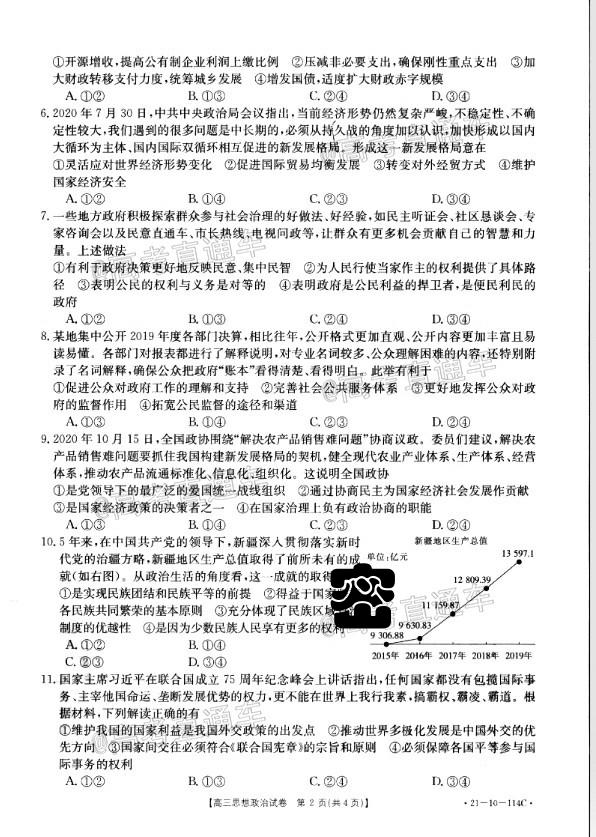 ①开源增收，提高公有制企业利润上缴比例　②压减非必要支出，确保刚性重点支出　③加
大财政转移支付力度，统筹城乡发展　④增发国债，适度扩大财政赤字规模
A.①②　B.①③　C.②④　D.③④
6.2020年7月30日，中共中央政治局会议指出，当前经济形势仍然复杂严峻，不稳定性、不确
定性较大，我们遇到的很多问题是中长期的，必须从持久战的角度加以认识，加快形成以国内
大循环为主体、国内国际双循环相互促进的新发展格局。形成这一新发展格局意在
①灵活应对世界经济形势变化　②促进国际贸易均衡发展　③转变对外经贸方式　④维护
国家经济安全
A.①②　B.①④　C.②③　D.③④
7.一些地方政府积极探索群众参与社会治理的好做法、好经验，如民主听证会、社区恳谈会、专
家咨询会以及民意直通车、市长热线、电视问政等，让群众有更多机会贡献自己的智慧和力
量。上述做法
①有利于政府决策更好地反映民意、集中民智　②为人民行使当家作主的权利提供了具体路
径　③表明公民的权利与义务是对等的　④表明政府是公民利益的捍卫者，是便民利民的
政府
A.①②　B.①③　C.②④　D.③④
8.某地集中公开2019年度各部门决算，相比往年，公开格式更加直观、公开内容更加丰富且易
读易懂。各部门对报表都进行了解释说明，对专业名词较多、公众理解困难的内容，还特别附
录了名词解释，确保公众把政府“账本”看得清楚、看得明白。此举有利于
①促进公众对政府工作的理解和支持　②完善社会公共服务体系　③更好地发挥公众对政
府的监督作用　④拓宽公民监督的途径和渠道
A.①③　B.①④　C.②③　D.②④
9.2020年10月15日，全国政协围绕“解决农产品销售难问题”协商议政。委员们建议，解决农
产品销售难问题要抓住我国构建新发展格局的契机，健全现代农业产业体系、生产体系、经营
体系，推动农产品流通标准化、信息化、组织化。这说明全国政协
①是党领导下的最广泛的爱国统一战线组织　②通过协商民主为国家经济社会发展作贡献
③是国家经济政策的决策者之一　④在国家治理上负有政治协商的职能
A.①③　B.①④　C.②③　D.②④
10.5年来，在中国共产党的领导下，新疆深入贯彻落实新时
代党的治疆方略，新疆地区生产总值取得了前所未有的成
就（如右图）。从政治生活的角度看，这一成就的取得
①是实现民族团结和民族平等的前提　②得益于
各民族共同繁荣的基本原则　③充分体现了民族区域
制度的优越性　④是因为少数民族人民享有更多的权利
A.①②　B.①④
C.②③　D.③④
新疆地区生产总值
单位：亿元
13 597.1
12 809.39
11 159.87
9 630.83
9 306.88
2015年　2016年　2017年　2018年　2019年
11.国家主席习近平在联合国成立75周年纪念峰会上讲话指出，任何国家都没有包揽国际事
务、主宰他国命运、垄断发展优势的权力，更不能在世界上我行我素，搞霸权、霸凌、霸道。根
据材料，下列解读正确的有
①维护我国的国家利益是我国外交政策的出发点　②推动世界多极化发展是中国外交的优
先方向　③国家间交往必须符合《联合国宪章》的宗旨和原则　④必须保障各国平等参与国
际事务的权利
A.①②　B.①③　C.②④　D.③④
【高三思想政治试卷　第2页（共4页）】
·21-10-114C·
@高考直通车